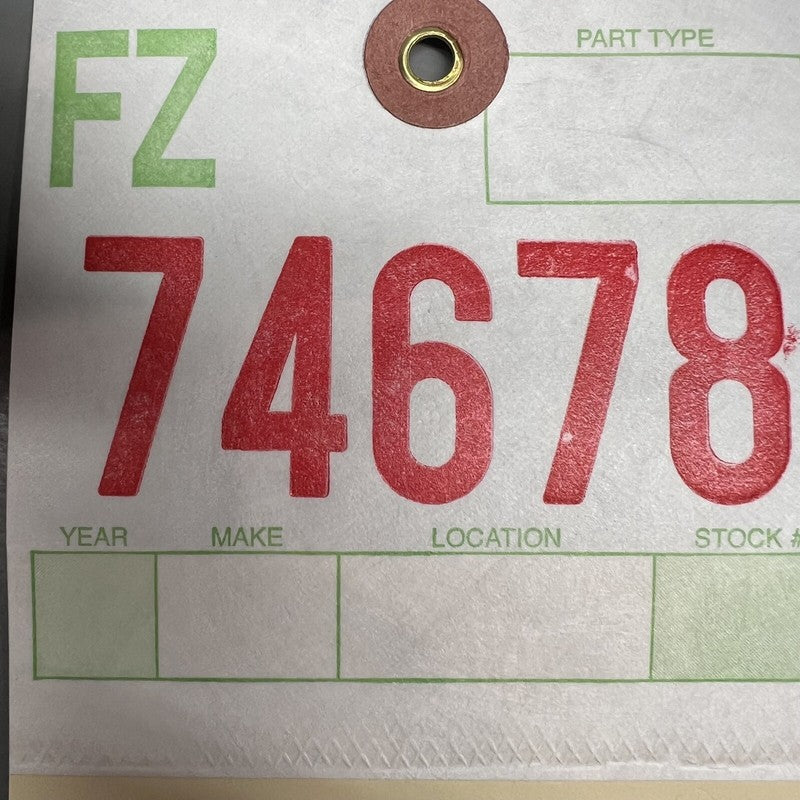 FZ
PART TYPE
74678
YEAR MAKE LOCATION STOCK #